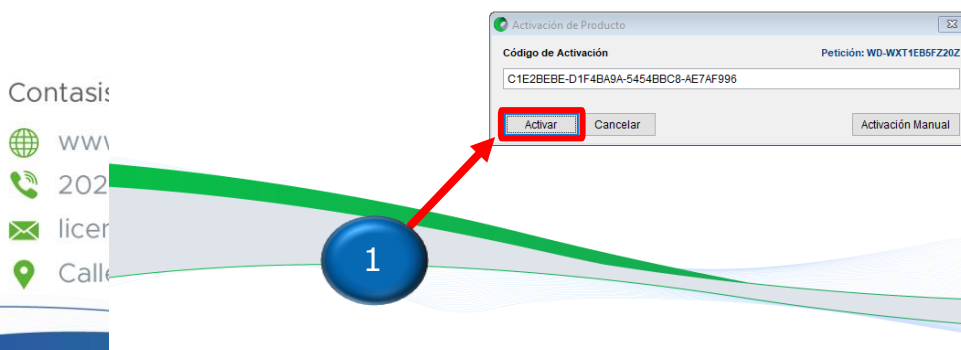 Activación de Producto
Código de Activación Petición: WD-WXT1EB5FZ20Z
C1E2BEBE-D1F4BA9A-5454BBC8-AE7AF996
Activar Cancelar Activación Manual
Contasis
www
202
licen
Calle
1